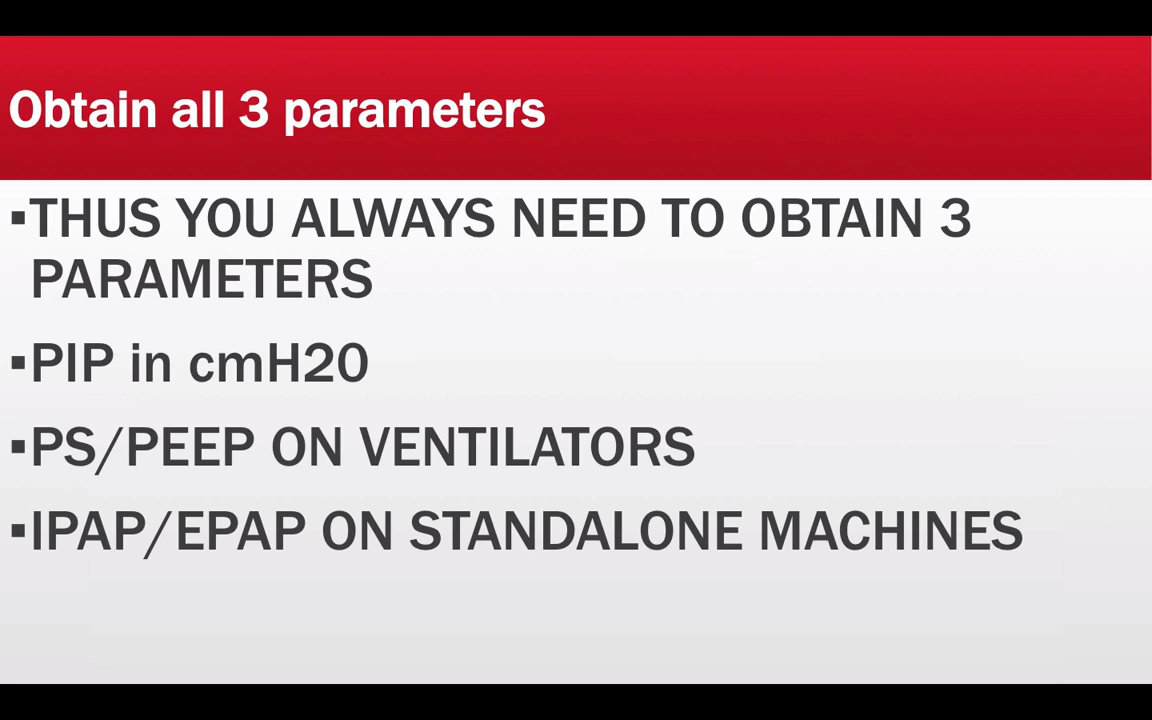 Obtain all 3 parameters
▪THUS YOU ALWAYS NEED TO OBTAIN 3
PARAMETERS
▪PIP in cmH20
▪PS/PEEP ON VENTILATORS
▪IPAP/EPAP ON STANDALONE MACHINES